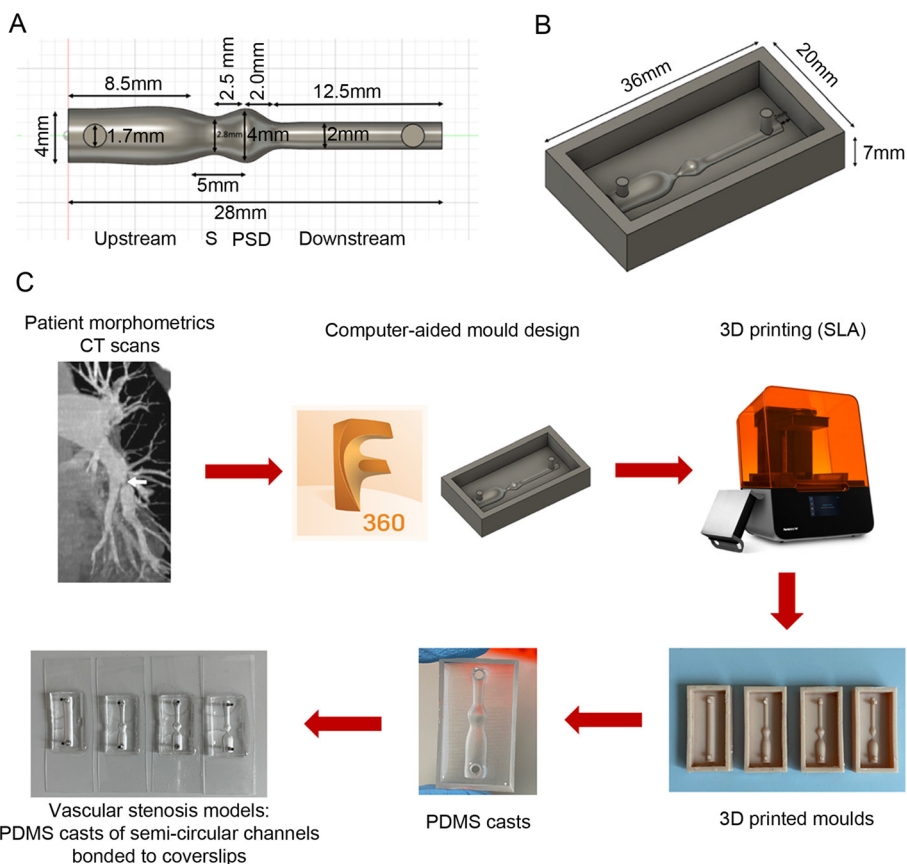 A
8.5mm
2.5 mm
2.0mm
12.5mm
4mm
1.7mm
2.8mm
4mm
2mm
5mm
28mm
Upstream S PSD Downstream
B
36mm
20mm
7mm
C
Patient morphometrics
CT scans
Computer-aided mould design
3D printing (SLA)
F
360
Vascular stenosis models:
PDMS casts of semi-circular channels
bonded to coverslips
PDMS casts
3D printed moulds